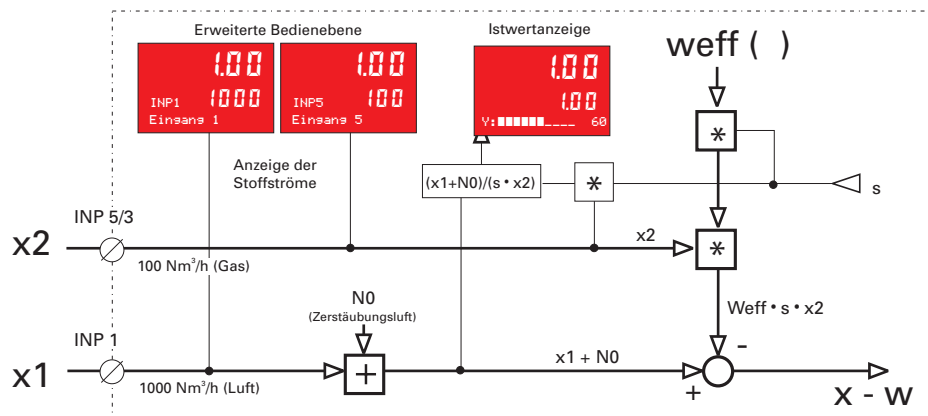 Erweiterte Bedienebene
Istwertanzeige
weff ( )
1.00
INP1 1000
Eingang 1
1.00
INP5 100
Eingang 5
1.00
1.00
Y: 60
*
Anzeige der
Stoffströme
(x1+N0)/(s • x2)
*
s
INP 5/3
x2
100 Nm³/h (Gas)
x2
*
N0
(Zerstäubungsluft)
Weff • s • x2
INP 1
x1
1000 Nm³/h (Luft)
+
x1 + N0
-
+
x - w